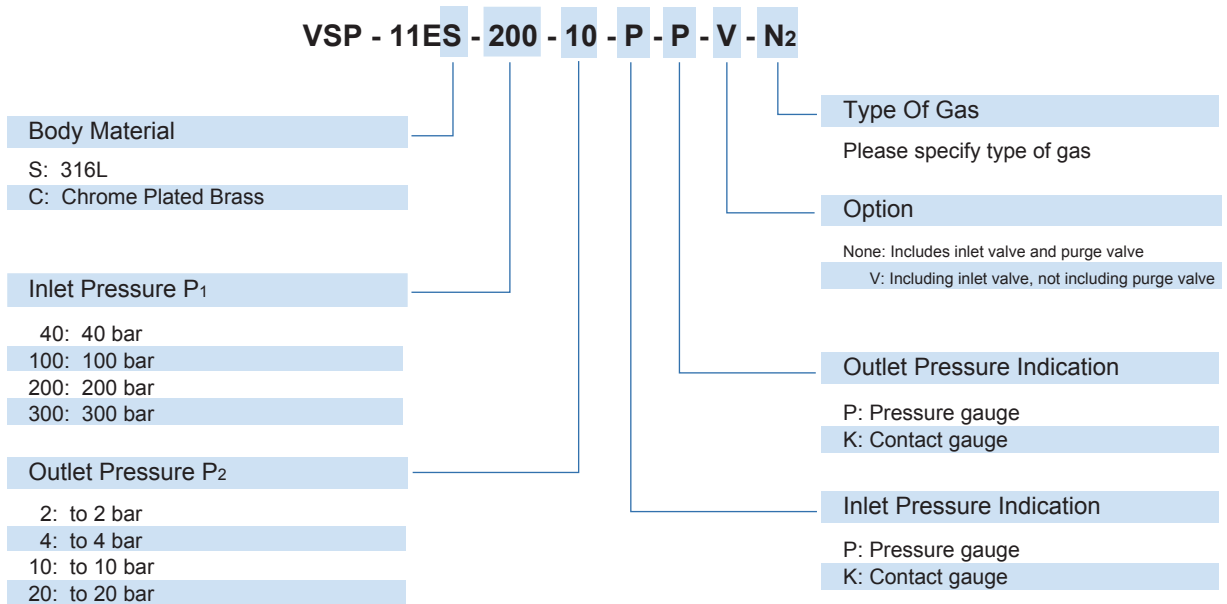 VSP - 11ES - 200 - 10 - P - P - V - N2
Body Material
S: 316L
C: Chrome Plated Brass
Inlet Pressure P1
40: 40 bar
100: 100 bar
200: 200 bar
300: 300 bar
Outlet Pressure P2
2: to 2 bar
4: to 4 bar
10: to 10 bar
20: to 20 bar
Type Of Gas
Please specify type of gas
Option
None: Includes inlet valve and purge valve
V: Including inlet valve, not including purge valve
Outlet Pressure Indication
P: Pressure gauge
K: Contact gauge
Inlet Pressure Indication
P: Pressure gauge
K: Contact gauge